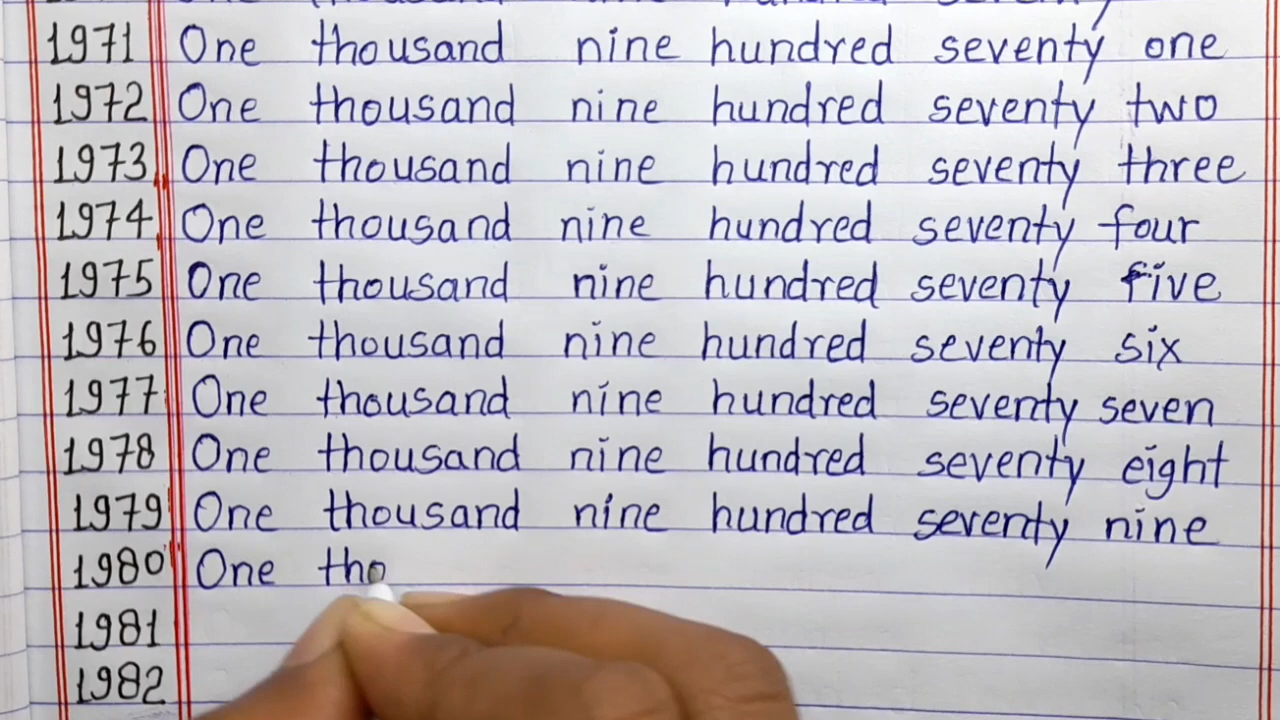 1971 One thousand nine hundred seventy one
1972 One thousand nine hundred seventy two
1973 One thousand nine hundred seventy three
1974 One thousand nine hundred seventy four
1975 One thousand nine hundred seventy five
1976 One thousand nine hundred seventy six
1977 One thousand nine hundred seventy seven
1978 One thousand nine hundred seventy eight
1979 One thousand nine hundred seventy nine
1980 One tho
1981
1982